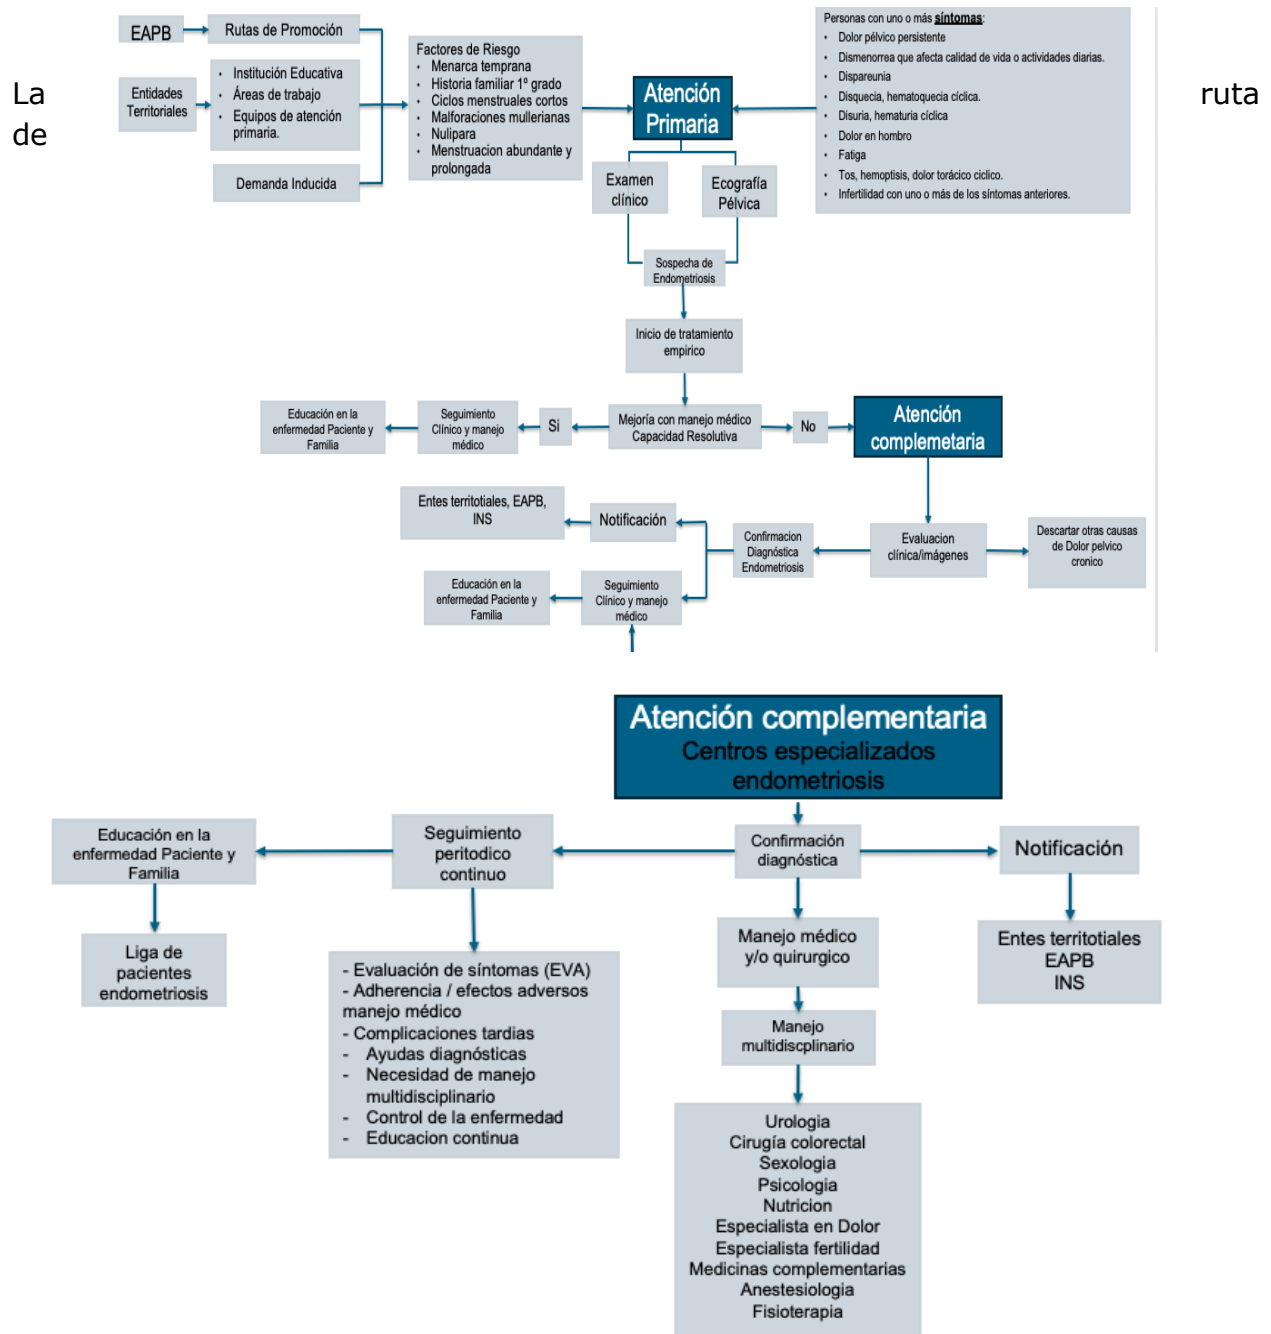 EAPB
Rutas de Promoción
Entidades
Territoriales
• Institución Educativa
• Áreas de trabajo
• Equipos de atención
primaria.
Demanda Inducida
Factores de Riesgo
• Menarca temprana
• Historia familiar 1º grado
• Ciclos menstruales cortos
• Malforaciones mullerianas
• Nulipara
• Menstruacion abundante y
prolongada
Atención
Primaria
Personas con uno o más síntomas:
• Dolor pélvico persistente
• Dismenorrea que afecta calidad de vida o actividades diarias.
• Dispareunia
• Disquecia, hematoquecia cíclica.
• Disuria, hematuria cíclica
• Dolor en hombro
• Fatiga
• Tos, hemoptisis, dolor torácico ciclico.
• Infertilidad con uno o más de los síntomas anteriores.
La
ruta
de
Examen
clínico
Ecografía
Pélvica
Sospecha de
Endometriosis
Inicio de tratamiento
empirico
Mejoría con manejo médico
Capacidad Resolutiva
Si
Seguimiento
Clínico y manejo
médico
Educación en la
enfermedad Paciente y
Familia
No
Atención
complemetaria
Evaluacion
clínica/imágenes
Descartar otras causas
de Dolor pelvico
cronico
Confirmacion
Diagnóstica
Endometriosis
Notificación
Entes territotiales, EAPB,
INS
Seguimiento
Clínico y manejo
médico
Educación en la
enfermedad Paciente y
Familia
Atención complementaria
Centros especializados
endometriosis
Confirmación
diagnóstica
Seguimiento
peritodico
continuo
Educación en la
enfermedad Paciente y
Familia
Liga de
pacientes
endometriosis
- Evaluación de síntomas (EVA)
- Adherencia / efectos adversos
manejo médico
- Complicaciones tardias
- Ayudas diagnósticas
- Necesidad de manejo
multidisciplinario
- Control de la enfermedad
- Educacion continua
Manejo médico
y/o quirurgico
Manejo
multidiscplinario
Urologia
Cirugía colorectal
Sexologia
Psicologia
Nutricion
Especialista en Dolor
Especialista fertilidad
Medicinas complementarias
Anestesiologia
Fisioterapia
Notificación
Entes territotiales
EAPB
INS